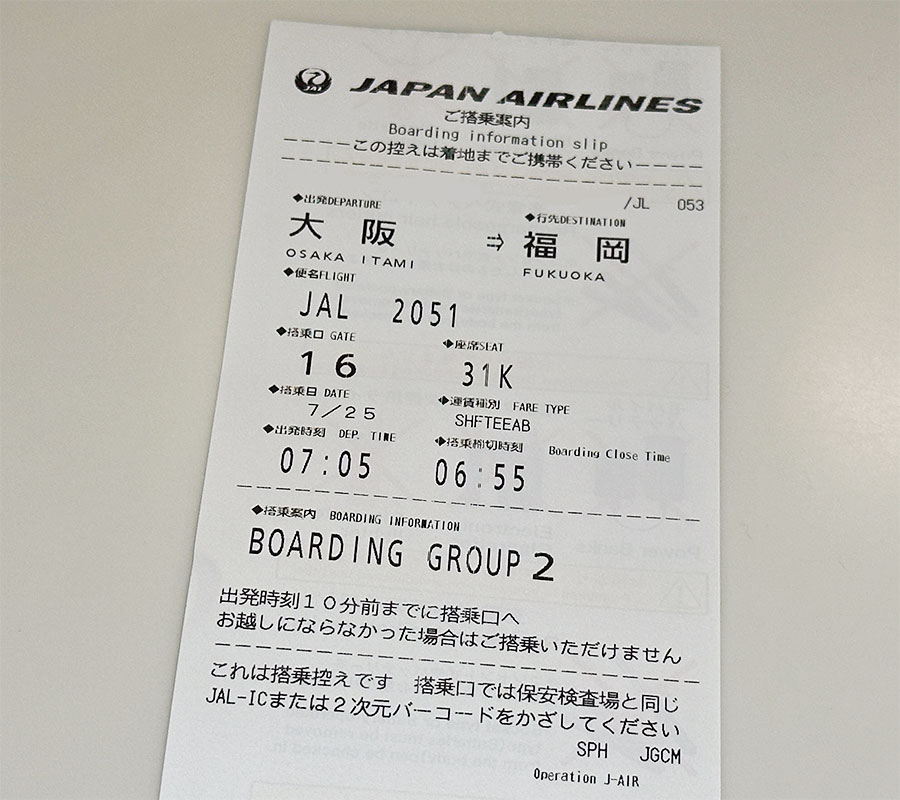 JAL JAPAN AIRLINES
ご搭乗案内
Boarding information slip
----この控えは着地までご携帯ください----
/JL 053
◆出発DEPARTURE ◆行先DESTINATION
大 阪 ⇒ 福 岡
OSAKA ITAMI FUKUOKA
◆便名FLIGHT
JAL 2051
◆搭乗口 GATE ◆座席SEAT
16 31K
◆搭乗日 DATE ◆運賃種別 FARE TYPE
7/25 SHFTEEAB
◆出発時刻 DEP. TIME ◆搭乗締切時刻 Boarding Close Time
07:05 06:55
◆搭乗案内 BOARDING INFORMATION
BOARDING GROUP 2
出発時刻10分前までに搭乗口へ
お越しにならなかった場合はご搭乗いただけません
これは搭乗控えです 搭乗口では保安検査場と同じ
JAL-ICまたは2次元バーコードをかざしてください
SPH JGCM
Operation J-AIR